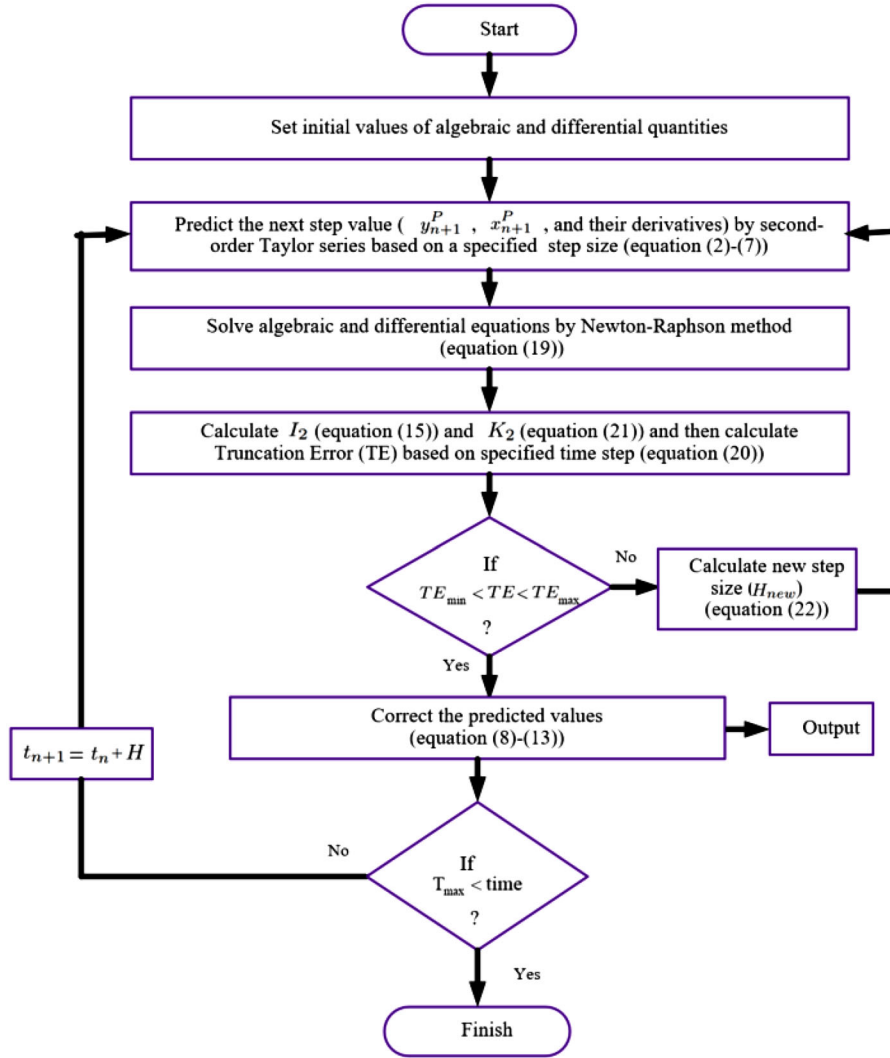 Start
Set initial values of algebraic and differential quantities
Predict the next step value ( y_{n+1}^P , x_{n+1}^P , and their derivatives) by second-
order Taylor series based on a specified step size (equation (2)-(7))
Solve algebraic and differential equations by Newton-Raphson method
(equation (19))
Calculate I_2 (equation (15)) and K_2 (equation (21)) and then calculate
Truncation Error (TE) based on specified time step (equation (20))
If
TE_min < TE < TE_max
?
No
Calculate new step
size (H_new)
(equation (22))
Yes
Correct the predicted values
(equation (8)-(13))
Output
t_{n+1} = t_n + H
No
If
T_max < time
?
Yes
Finish